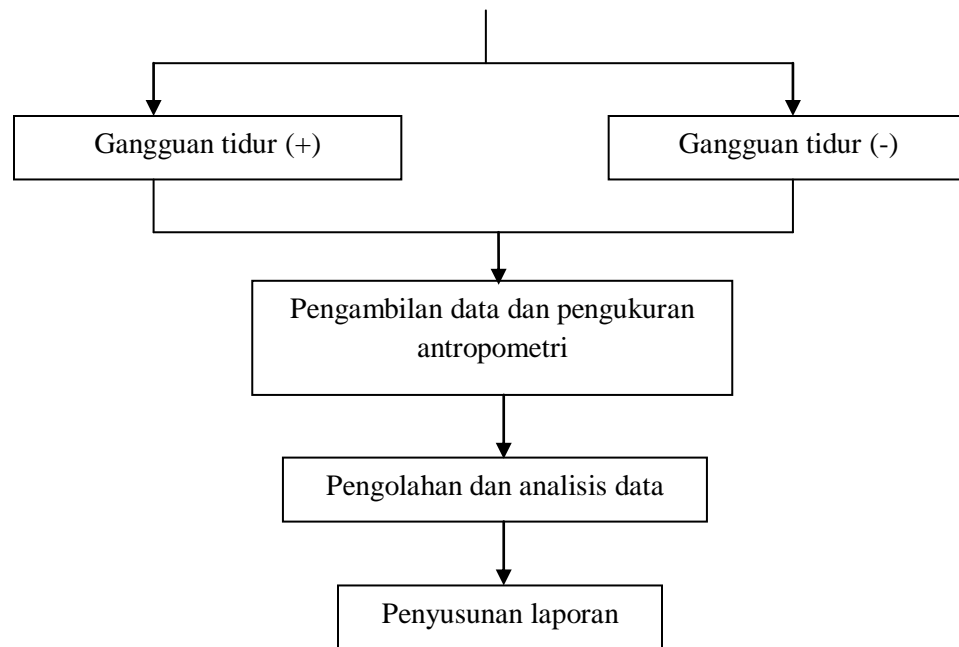 Gangguan tidur (+)
Gangguan tidur (-)
Pengambilan data dan pengukuran
antropometri
Pengolahan dan analisis data
Penyusunan laporan